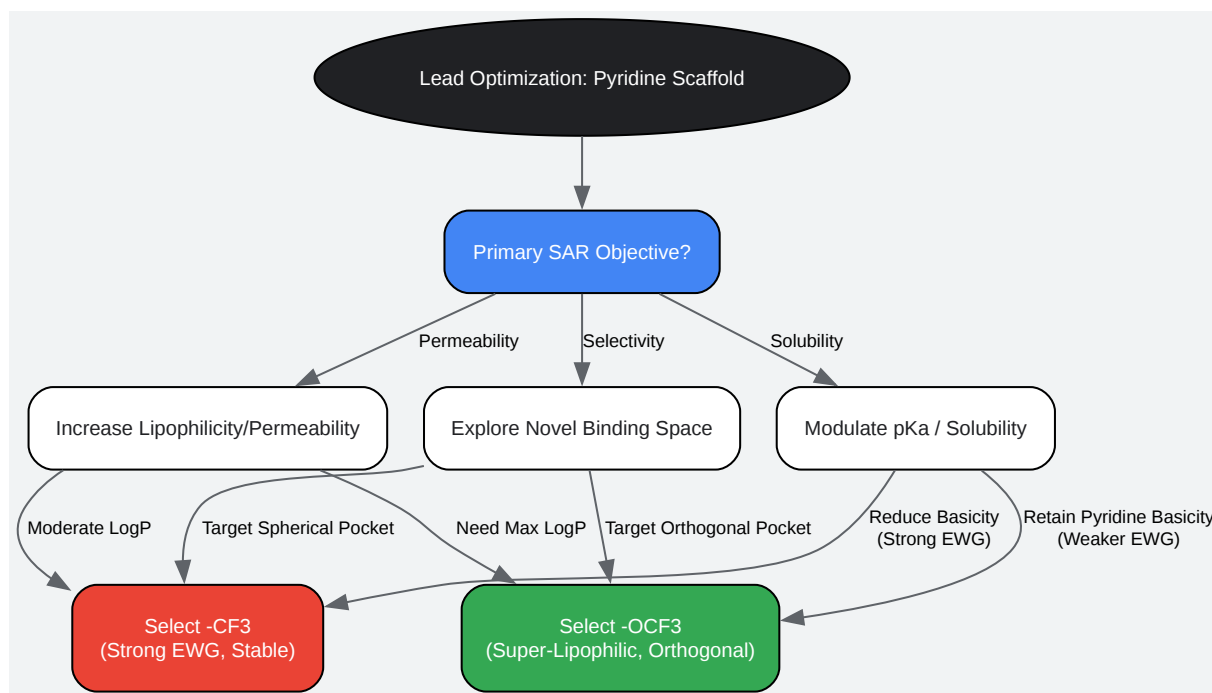 Lead Optimization: Pyridine Scaffold
Primary SAR Objective?
Permeability
Selectivity
Solubility
Increase Lipophilicity/Permeability
Explore Novel Binding Space
Modulate pKa / Solubility
Moderate LogP
Target Spherical Pocket
Need Max LogP
Target Orthogonal Pocket
Reduce Basicity
(Strong EWG)
Retain Pyridine Basicity
(Weaker EWG)
Select -CF3
(Strong EWG, Stable)
Select -OCF3
(Super-Lipophilic, Orthogonal)